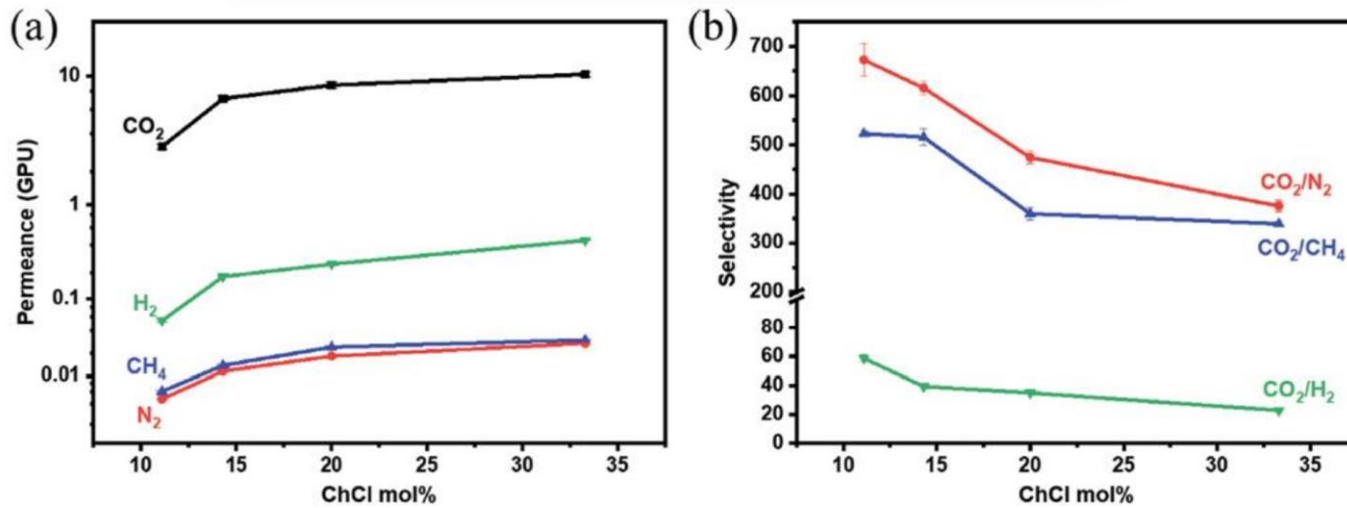 (a)
Permeance (GPU)
10
1
0.1
0.01
CO₂
H₂
CH₄
N₂
10 15 20 25 30 35
ChCl mol%
(b)
Selectivity
700
600
500
400
300
200
80
60
40
20
0
CO₂/N₂
CO₂/CH₄
CO₂/H₂
10 15 20 25 30 35
ChCl mol%